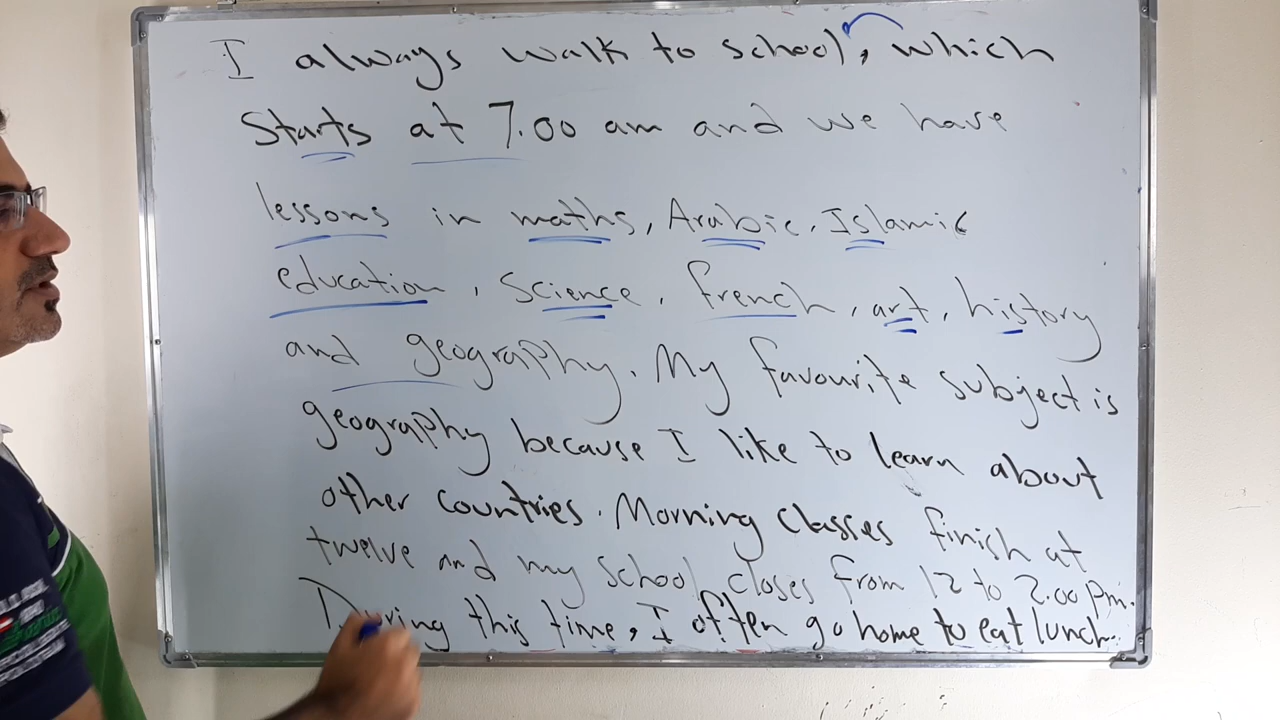 I always walk to school, which
starts at 7.00 am and we have
lessons in maths, Arabic, Islamic
education, science, french, art, history
and geography. My favourite subject is
geography because I like to learn about
other countries. Morning classes finish at
twelve and my school closes from 12 to 2.00 pm.
During this time, I often go home to eat lunch.